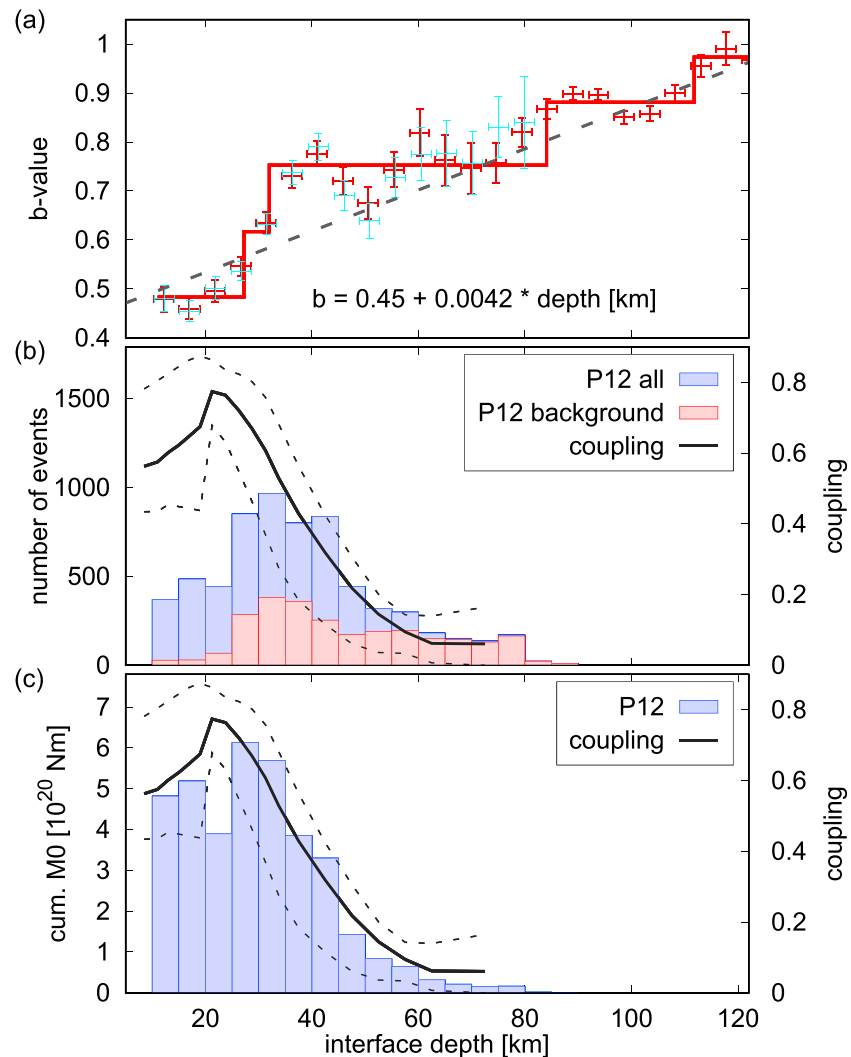 (a)
1
0.9
0.8
0.7
0.6
0.5
0.4
b-value
b = 0.45 + 0.0042 * depth [km]
(b)
1500
1000
500
0
number of events
P12 all
P12 background
coupling
0.8
0.6
0.4
0.2
0
coupling
(c)
7
6
5
4
3
2
1
0
cum. M0 [10²⁰ Nm]
P12
coupling
0.8
0.6
0.4
0.2
0
coupling
20 40 60 80 100 120
interface depth [km]